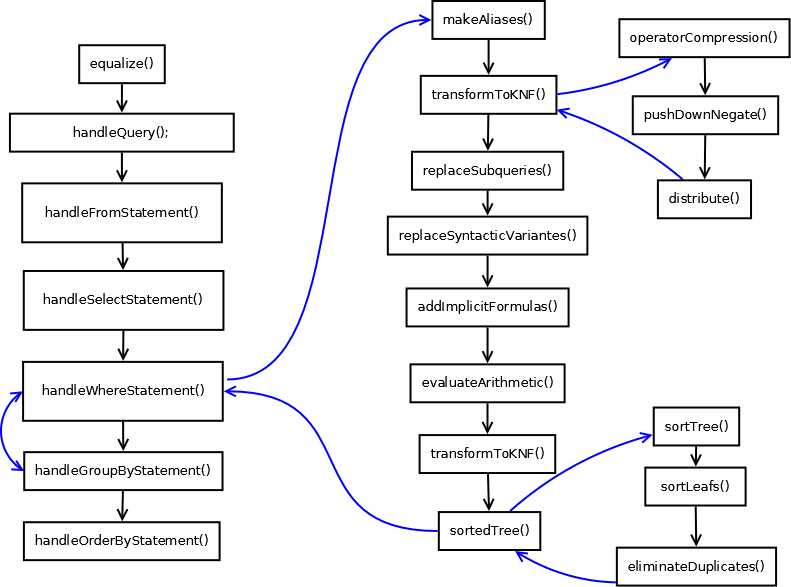 equalize()
handleQuery();
handleFromStatement()
handleSelectStatement()
handleWhereStatement()
handleGroupByStatement()
handleOrderByStatement()
makeAliases()
transformToKNF()
replaceSubqueries()
replaceSyntacticVariantes()
addImplicitFormulas()
evaluateArithmetic()
transformToKNF()
sortedTree()
operatorCompression()
pushDownNegate()
distribute()
sortTree()
sortLeafs()
eliminateDuplicates()